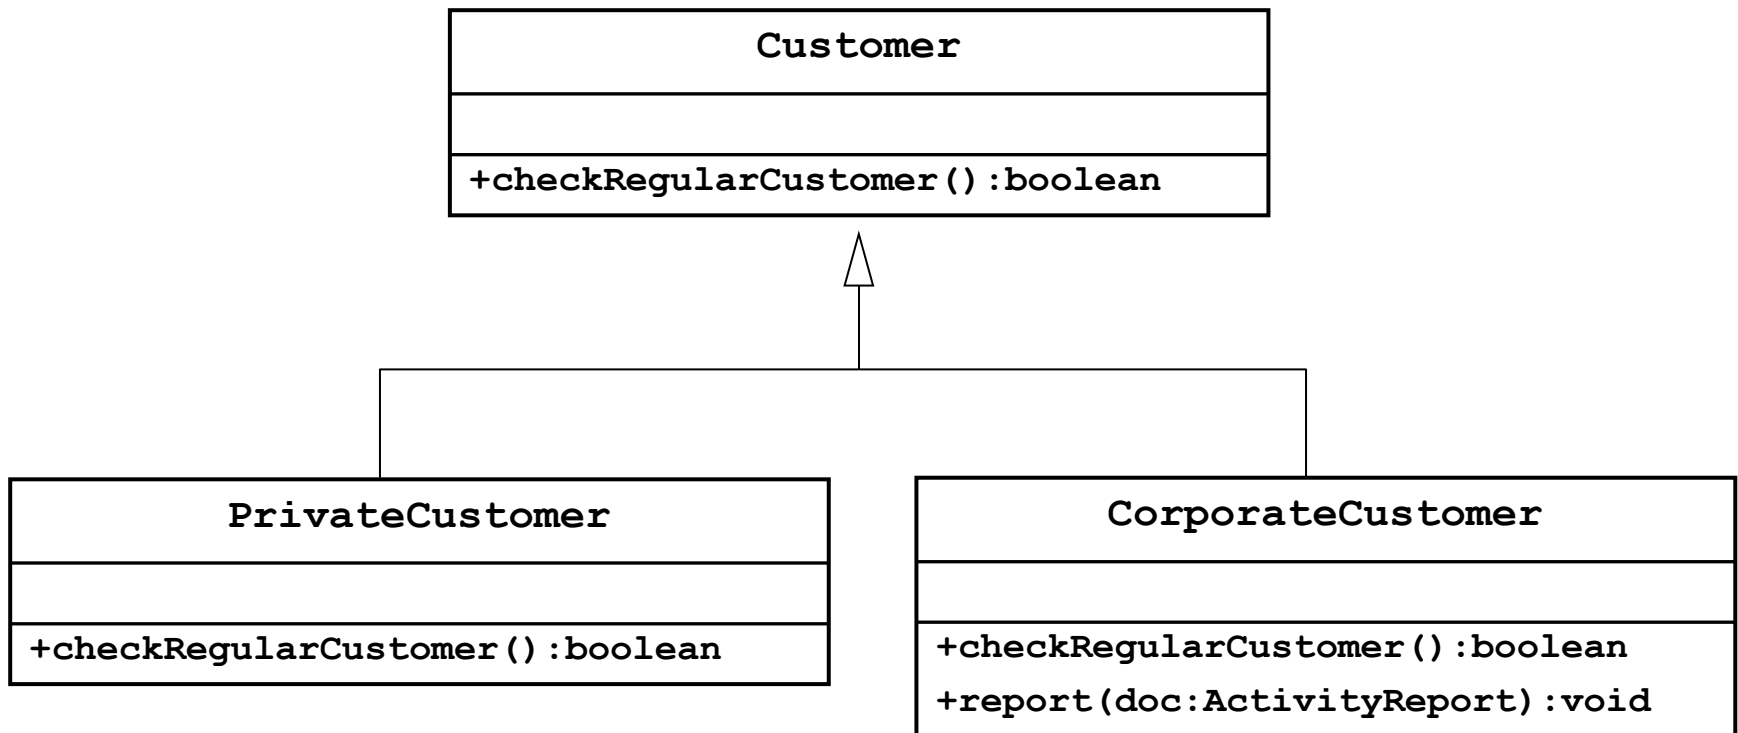 Customer
+checkRegularCustomer():boolean
PrivateCustomer
+checkRegularCustomer():boolean
CorporateCustomer
+checkRegularCustomer():boolean
+report(doc:ActivityReport):void